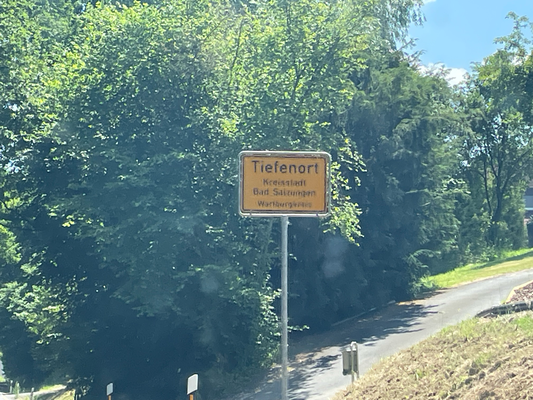 Tiefenort
Kreisstadt
Bad Salzungen
Wartburgkreis